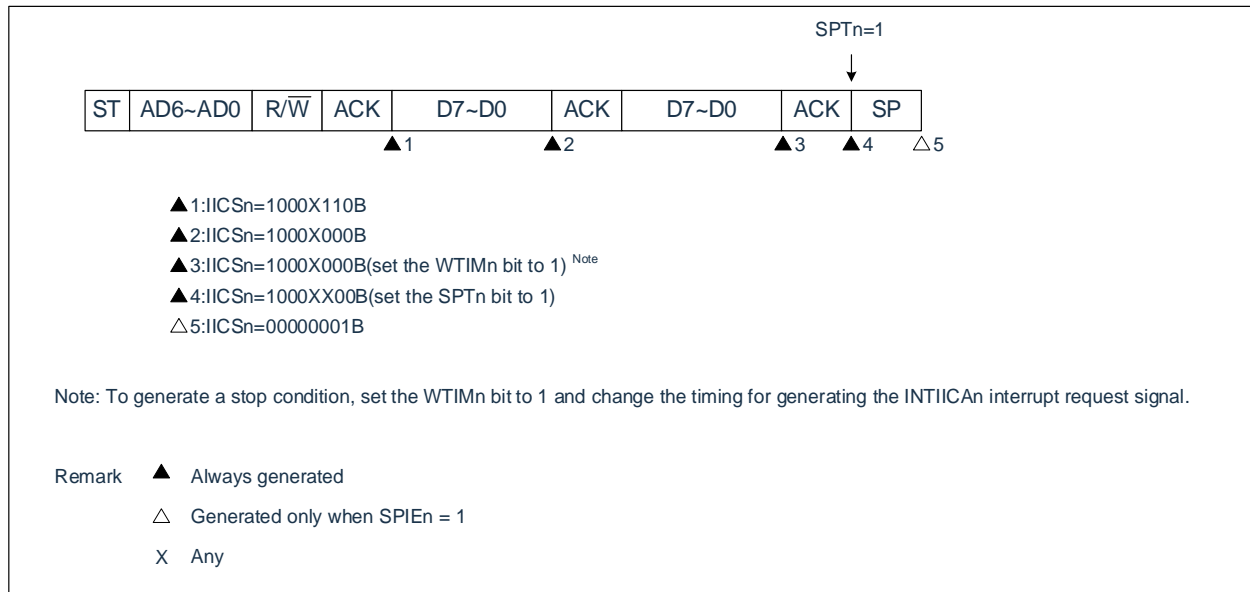 SPTn=1
ST AD6~AD0 R/W̅ ACK D7~D0 ACK D7~D0 ACK SP
▲1 ▲2 ▲3 ▲4 △5
▲1:IICSn=1000X110B
▲2:IICSn=1000X000B
▲3:IICSn=1000X000B(set the WTIMn bit to 1) Note
▲4:IICSn=1000XX00B(set the SPTn bit to 1)
△5:IICSn=00000001B
Note: To generate a stop condition, set the WTIMn bit to 1 and change the timing for generating the INTIICAn interrupt request signal.
Remark ▲ Always generated
△ Generated only when SPIEn = 1
X Any